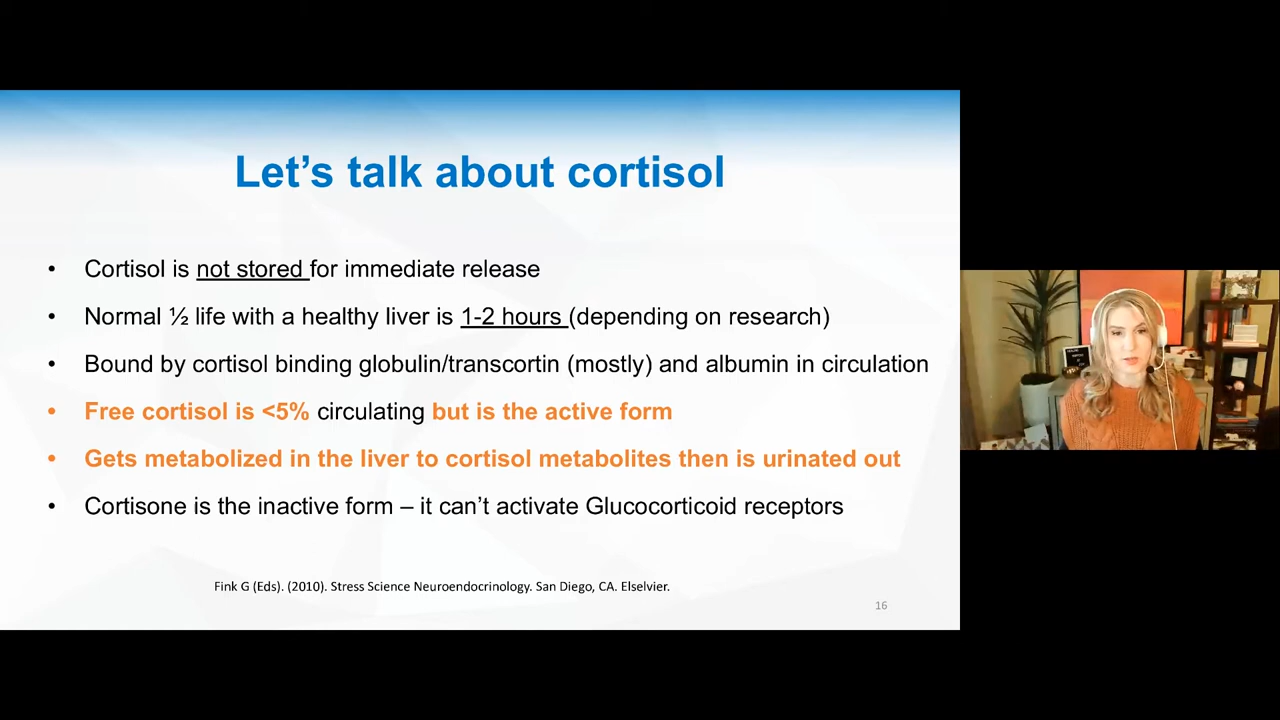 Let’s talk about cortisol
• Cortisol is not stored for immediate release
• Normal ½ life with a healthy liver is 1-2 hours (depending on research)
• Bound by cortisol binding globulin/transcortin (mostly) and albumin in circulation
• Free cortisol is <5% circulating but is the active form
• Gets metabolized in the liver to cortisol metabolites then is urinated out
• Cortisone is the inactive form – it can’t activate Glucocorticoid receptors
Fink G (Eds). (2010). Stress Science Neuroendocrinology. San Diego, CA. Elselvier.
16